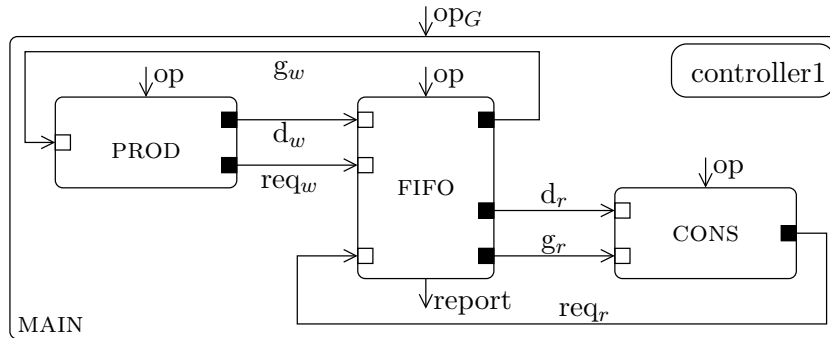 op_G
controller1
g_w
op
op
PROD
d_w
req_w
FIFO
op
d_r
g_r
CONS
report
req_r
MAIN